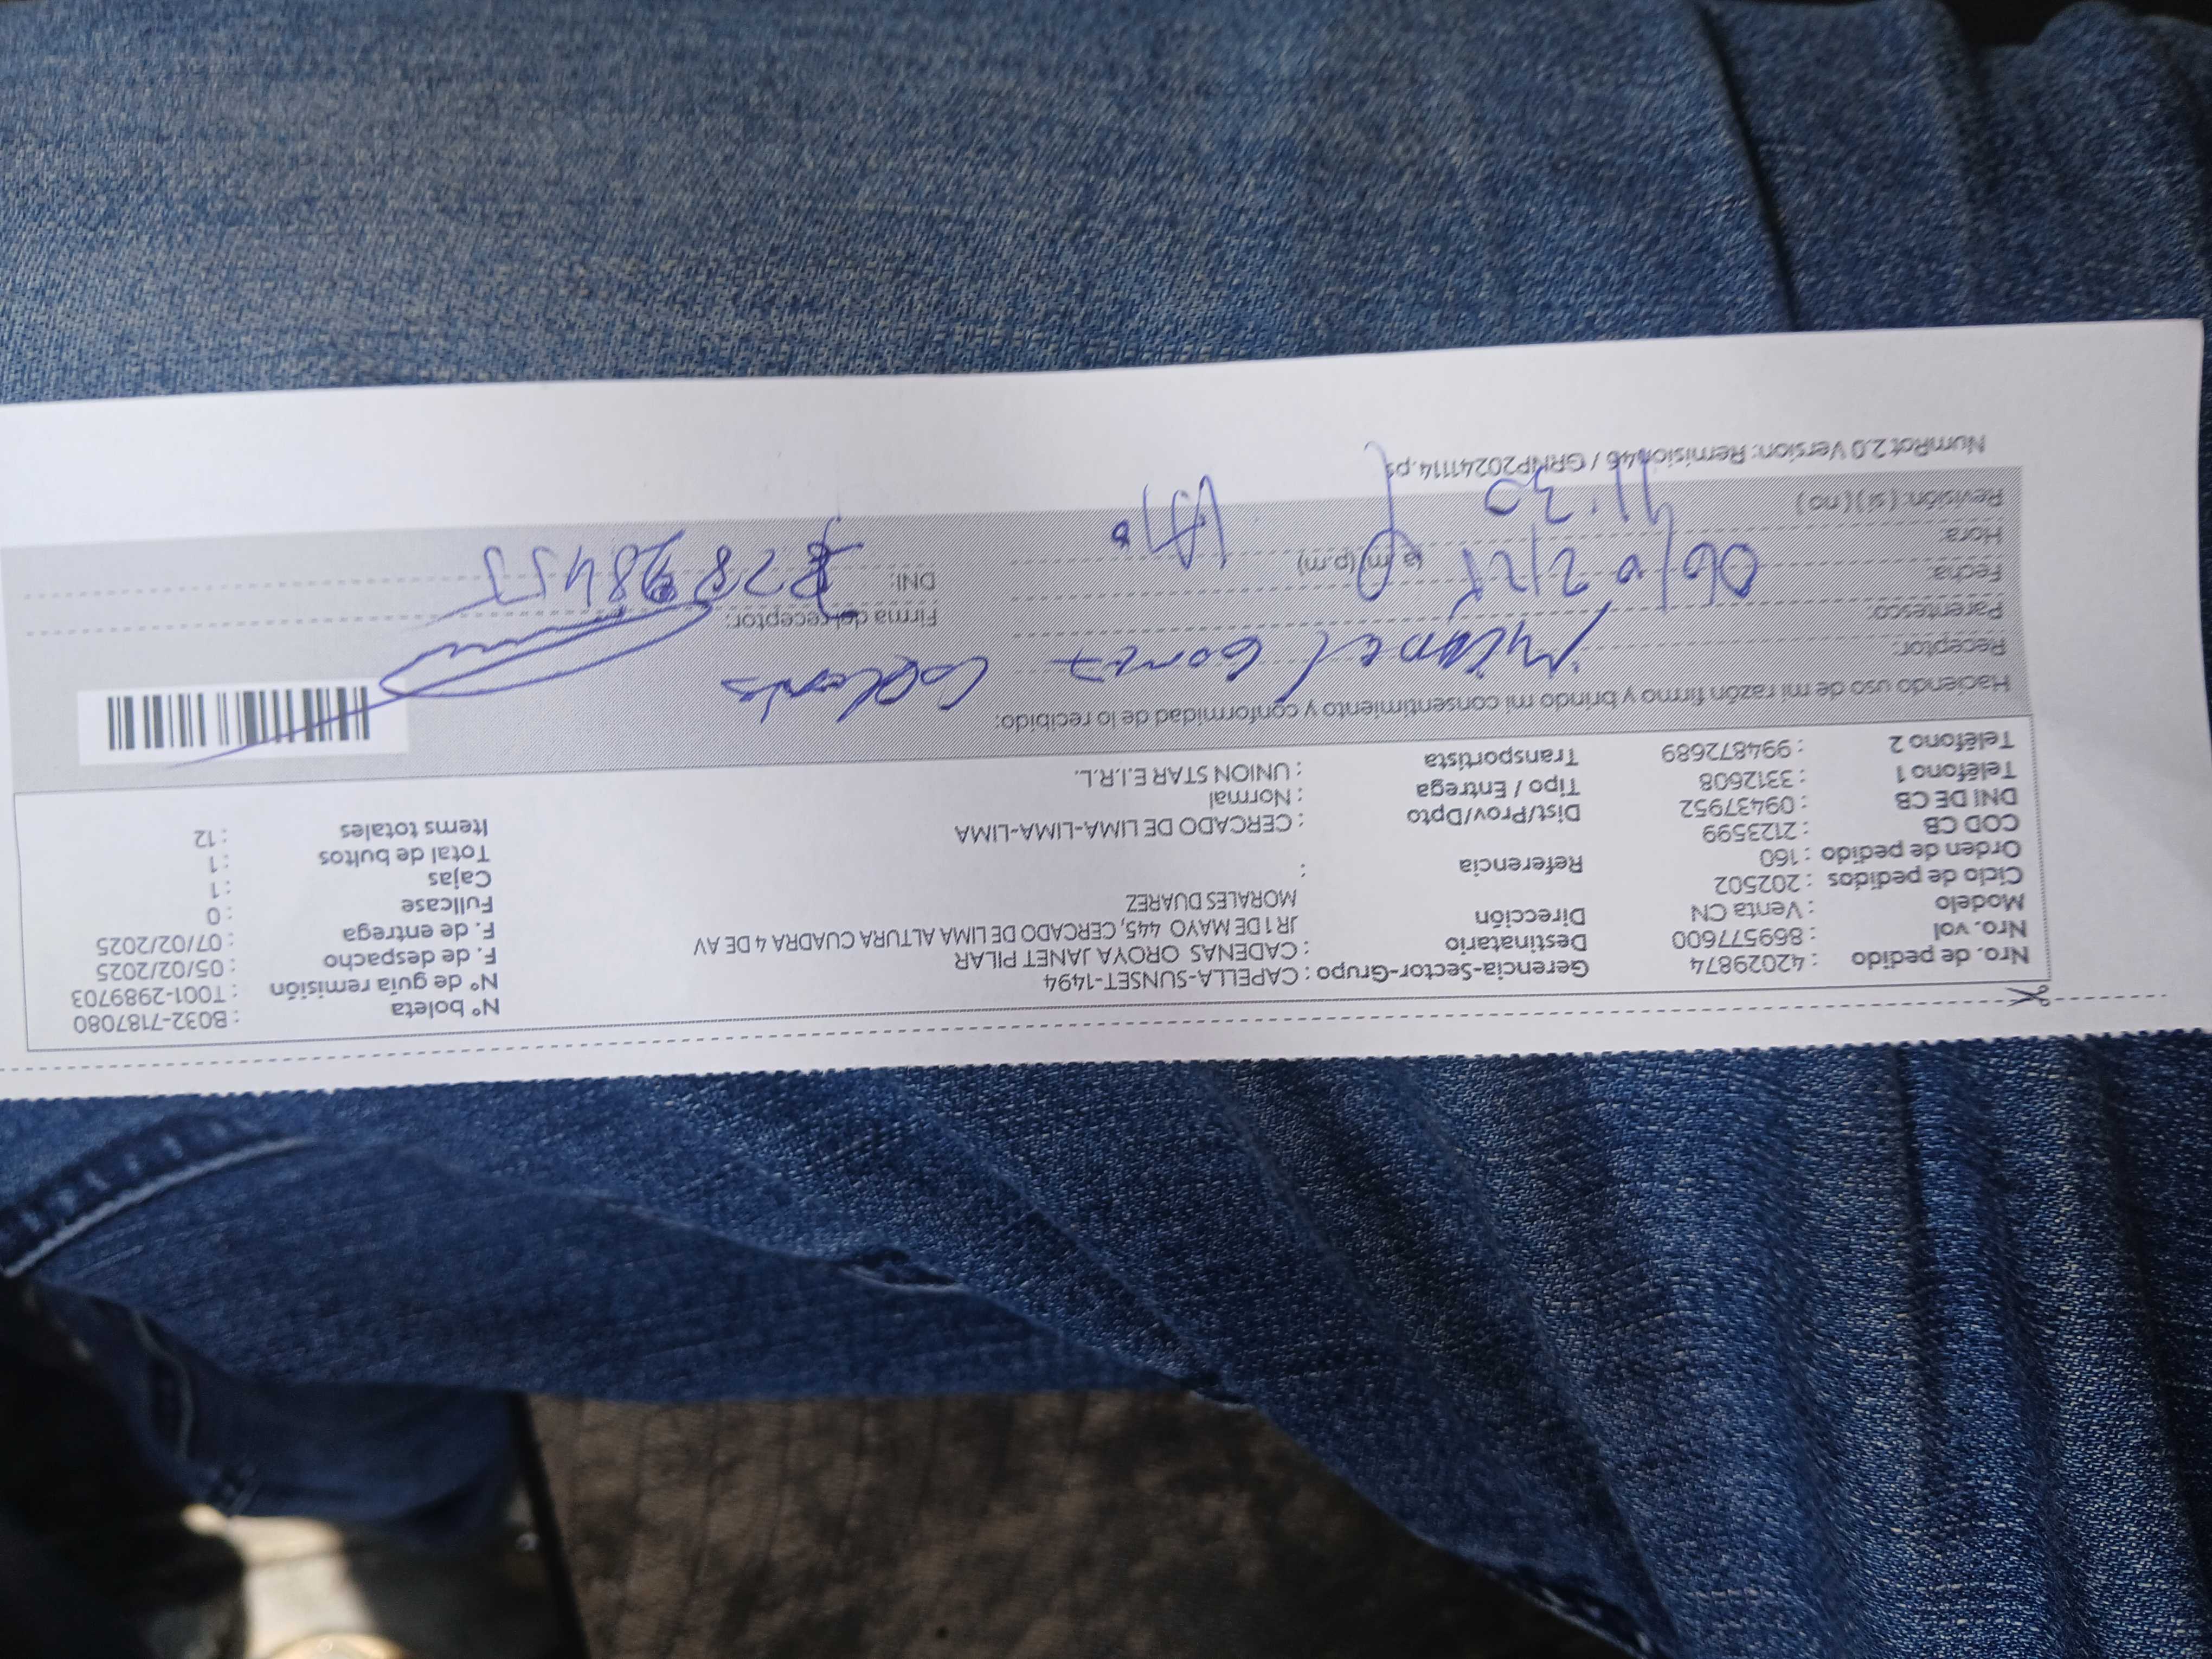 Nro. de pedido : 42029874 Gerencia-Sector-Grupo : CAPELLA-SUNSET-1494 N° boleta : B032-7187080
Nro. vol : 869577600 Destinatario : CADENAS OROYA JANET PILAR N° de guía remisión : T001-2989703
Modelo : Venta CN Dirección JR 1 DE MAYO 445, CERCADO DE LIMA ALTURA CUADRA 4 DE AV F. de despacho : 05/02/2025
MORALES DUAREZ F. de entrega : 07/02/2025
Ciclo de pedidos : 202502 Fullcase : 0
Orden de pedido : 160 Referencia : Cajas : 1
COD CB : 2123599 Total de bultos : 1
DNI DE CB : 09437952 Dist/Prov/Dpto : CERCADO DE LIMA-LIMA-LIMA Items totales : 12
Teléfono 1 : 3312608 Tipo / Entrega : Normal
Teléfono 2 : 994872689 Transportista : UNION STAR E.I.R.L.
Haciendo uso de mi razón firmo y brindo mi consentimiento y conformidad de lo recibido:
Receptor:
Parentesco: Firma del receptor:
Fecha: 06/02/25 DNI:
Hora: 11:30 (a.m) (p.m)
Revisión: ( si ) ( no )
NumRot 2.0 Version: Remision46 / GRNP20241114.ps